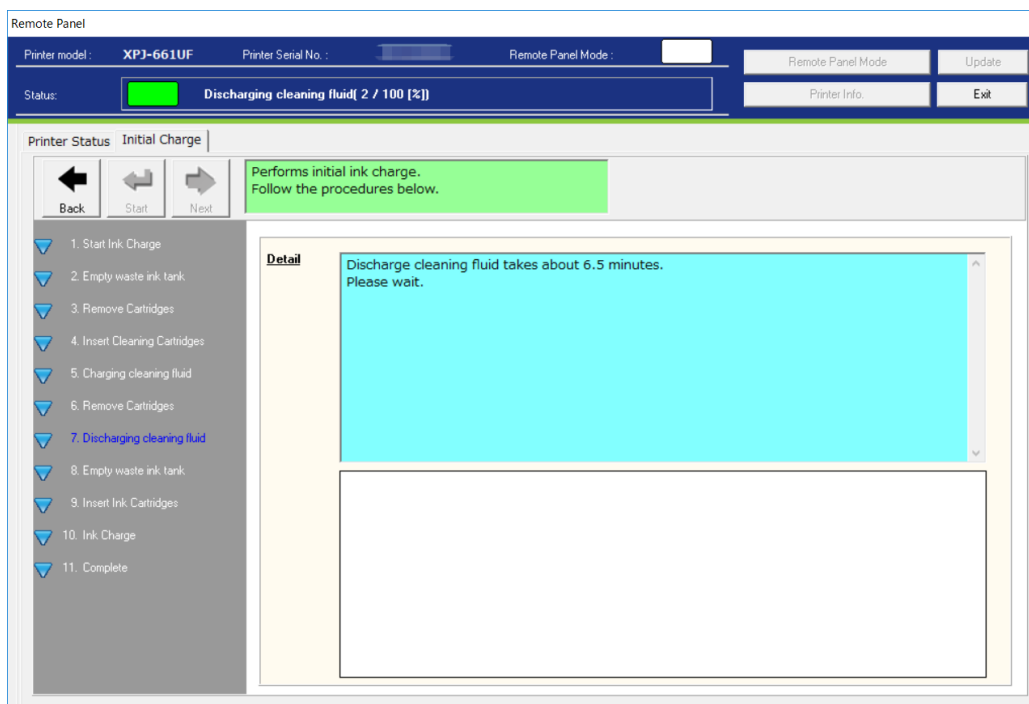 Remote Panel
Printer model : XPJ-661UF Printer Serial No. : Remote Panel Mode :
Remote Panel Mode Update
Status: Discharging cleaning fluid[ 2 / 100 [%]]
Printer Info. Exit
Printer Status Initial Charge
Back Start Next
Performs initial ink charge.
Follow the procedures below.
1. Start Ink Charge
2. Empty waste ink tank
3. Remove Cartridges
4. Insert Cleaning Cartridges
5. Charging cleaning fluid
6. Remove Cartridges
7. Discharging cleaning fluid
8. Empty waste ink tank
9. Insert Ink Cartridges
10. Ink Charge
11. Complete
Detail
Discharge cleaning fluid takes about 6.5 minutes.
Please wait.